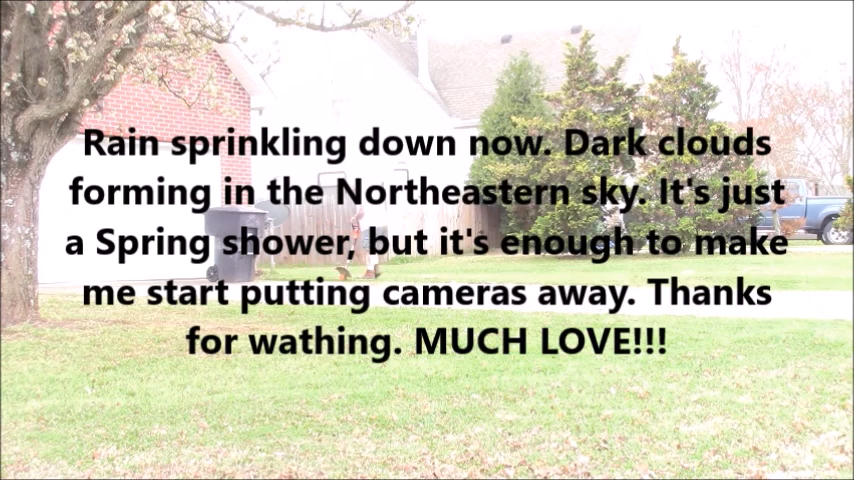 Rain sprinkling down now. Dark clouds
forming in the Northeastern sky. It's just
a Spring shower, but it's enough to make
me start putting cameras away. Thanks
for wathing. MUCH LOVE!!!